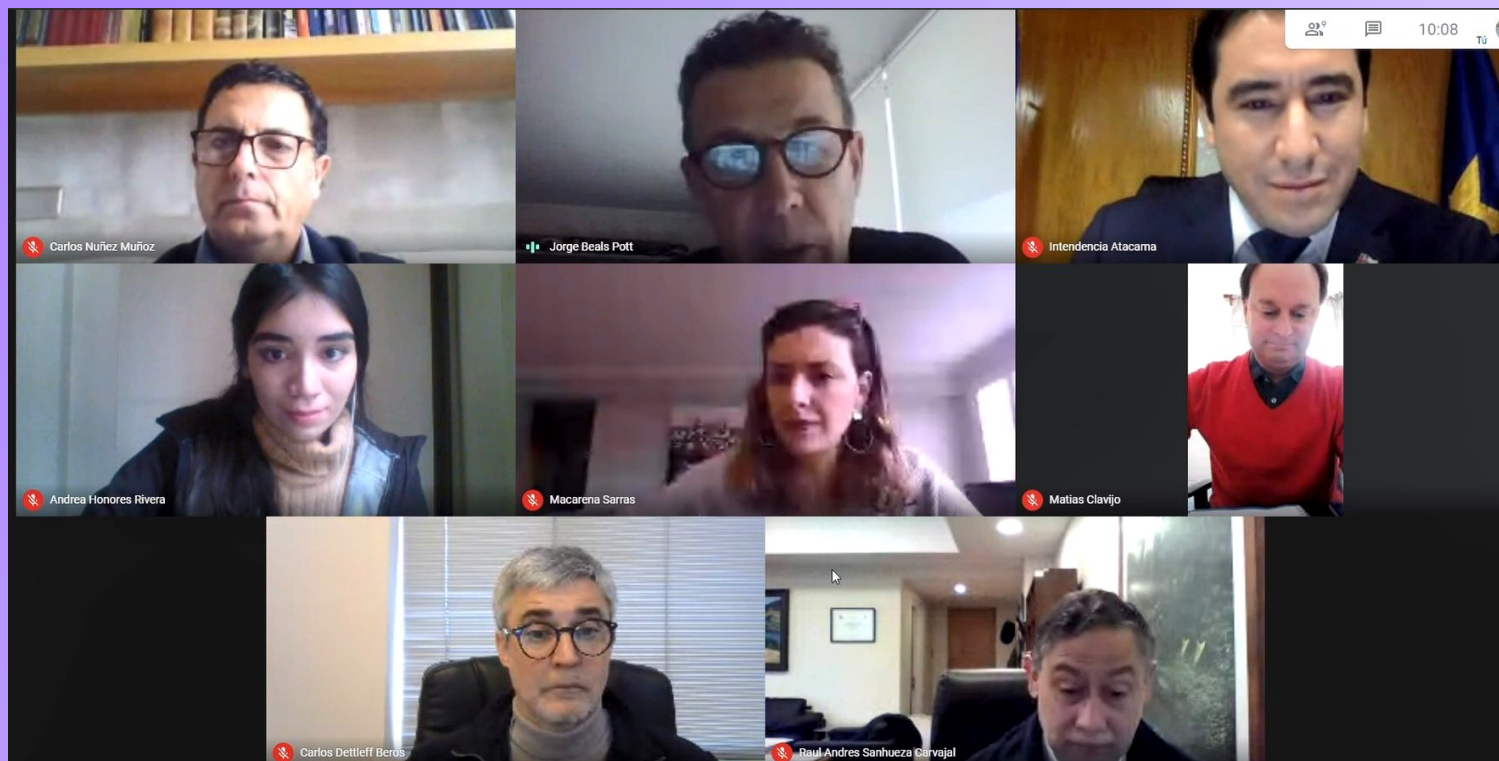 9
10:08
Tú
Carlos Nuñez Muñoz
Jorge Beals Pott
Intendencia Atacama
Andrea Honores Rivera
Macarena Sarras
Matias Clavijo
Carlos Dettleff Beros
Raul Andres Sanhueza Carvajal